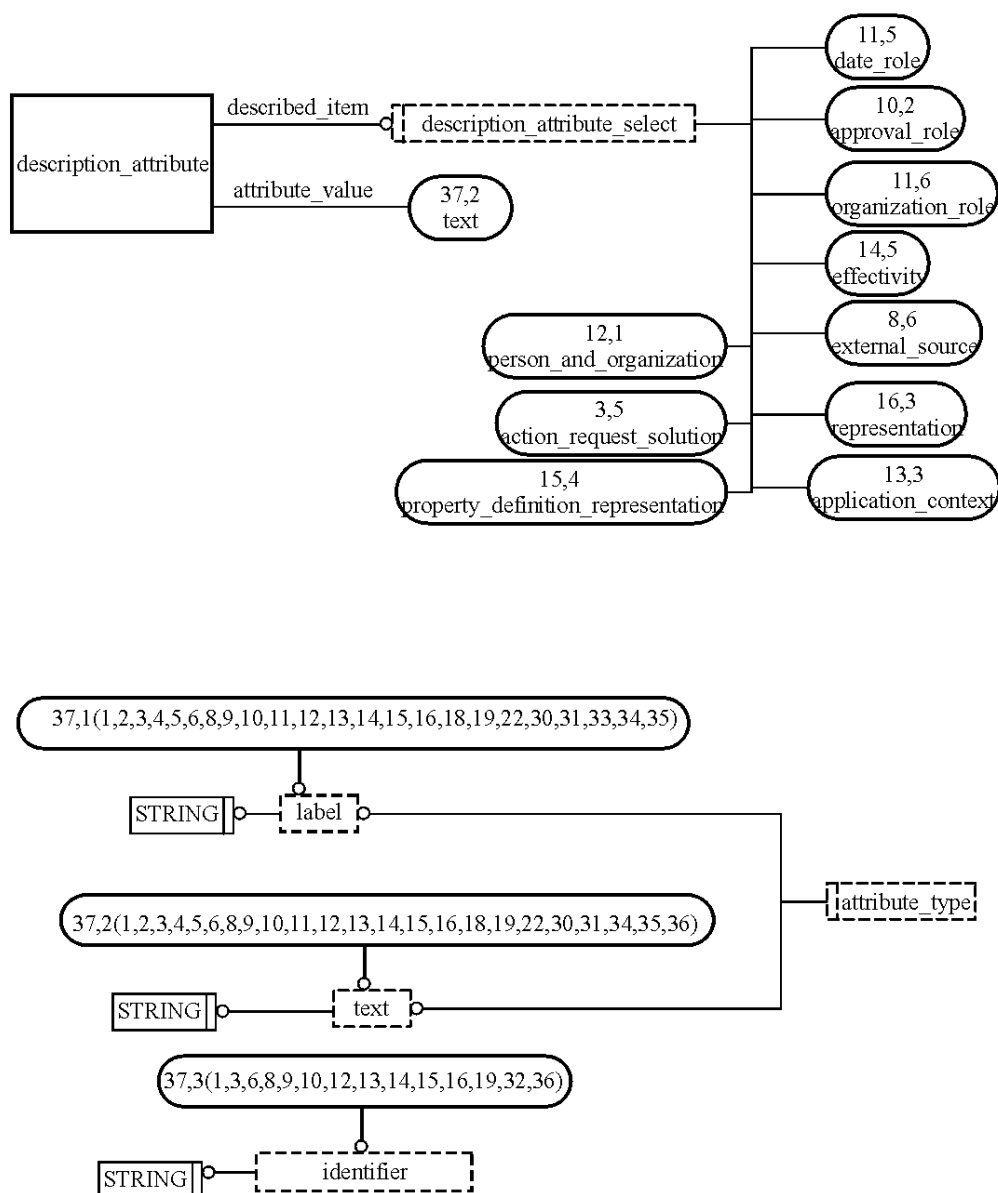 11,5
date_role
described_item
description_attribute_select
10,2
approval_role
description_attribute
attribute_value
37,2
text
11,6
organization_role
14,5
effectivity
12,1
person_and_organization
8,6
external_source
3,5
action_request_solution
16,3
representation
15,4
property_definition_representation
13,3
application_context
37,1(1,2,3,4,5,6,8,9,10,11,12,13,14,15,16,18,19,22,30,31,33,34,35)
STRING
label
attribute_type
37,2(1,2,3,4,5,6,8,9,10,11,12,13,14,15,16,18,19,22,30,31,34,35,36)
STRING
text
37,3(1,3,6,8,9,10,12,13,14,15,16,19,32,36)
STRING
identifier